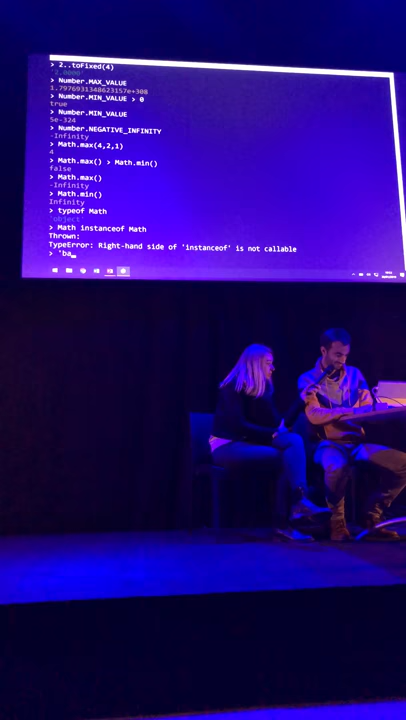 > 2..toFixed(4)
'2.0000'
> Number.MAX_VALUE
1.7976931348623157e+308
> Number.MIN_VALUE > 0
true
> Number.MIN_VALUE
5e-324
> Number.NEGATIVE_INFINITY
-Infinity
> Math.max(4,2,1)
4
> Math.max() > Math.min()
false
> Math.max()
-Infinity
> Math.min()
Infinity
> typeof Math
'object'
> Math instanceof Math
Thrown:
TypeError: Right-hand side of 'instanceof' is not callable
> 'ba